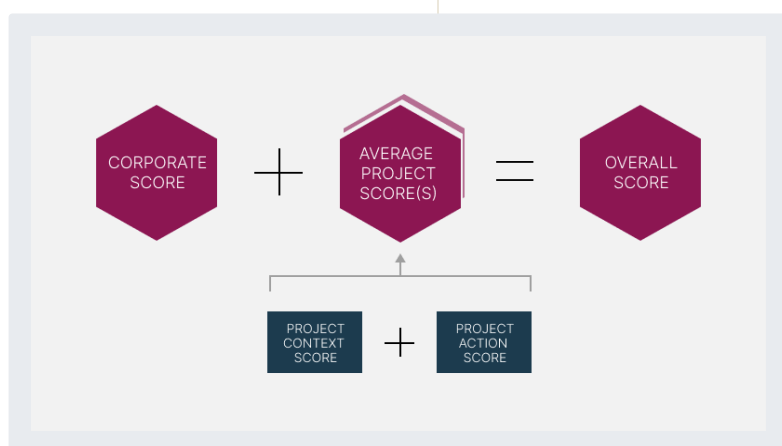 CORPORATE
SCORE
+
AVERAGE
PROJECT
SCORE(S)
=
OVERALL
SCORE
PROJECT
CONTEXT
SCORE
+
PROJECT
ACTION
SCORE